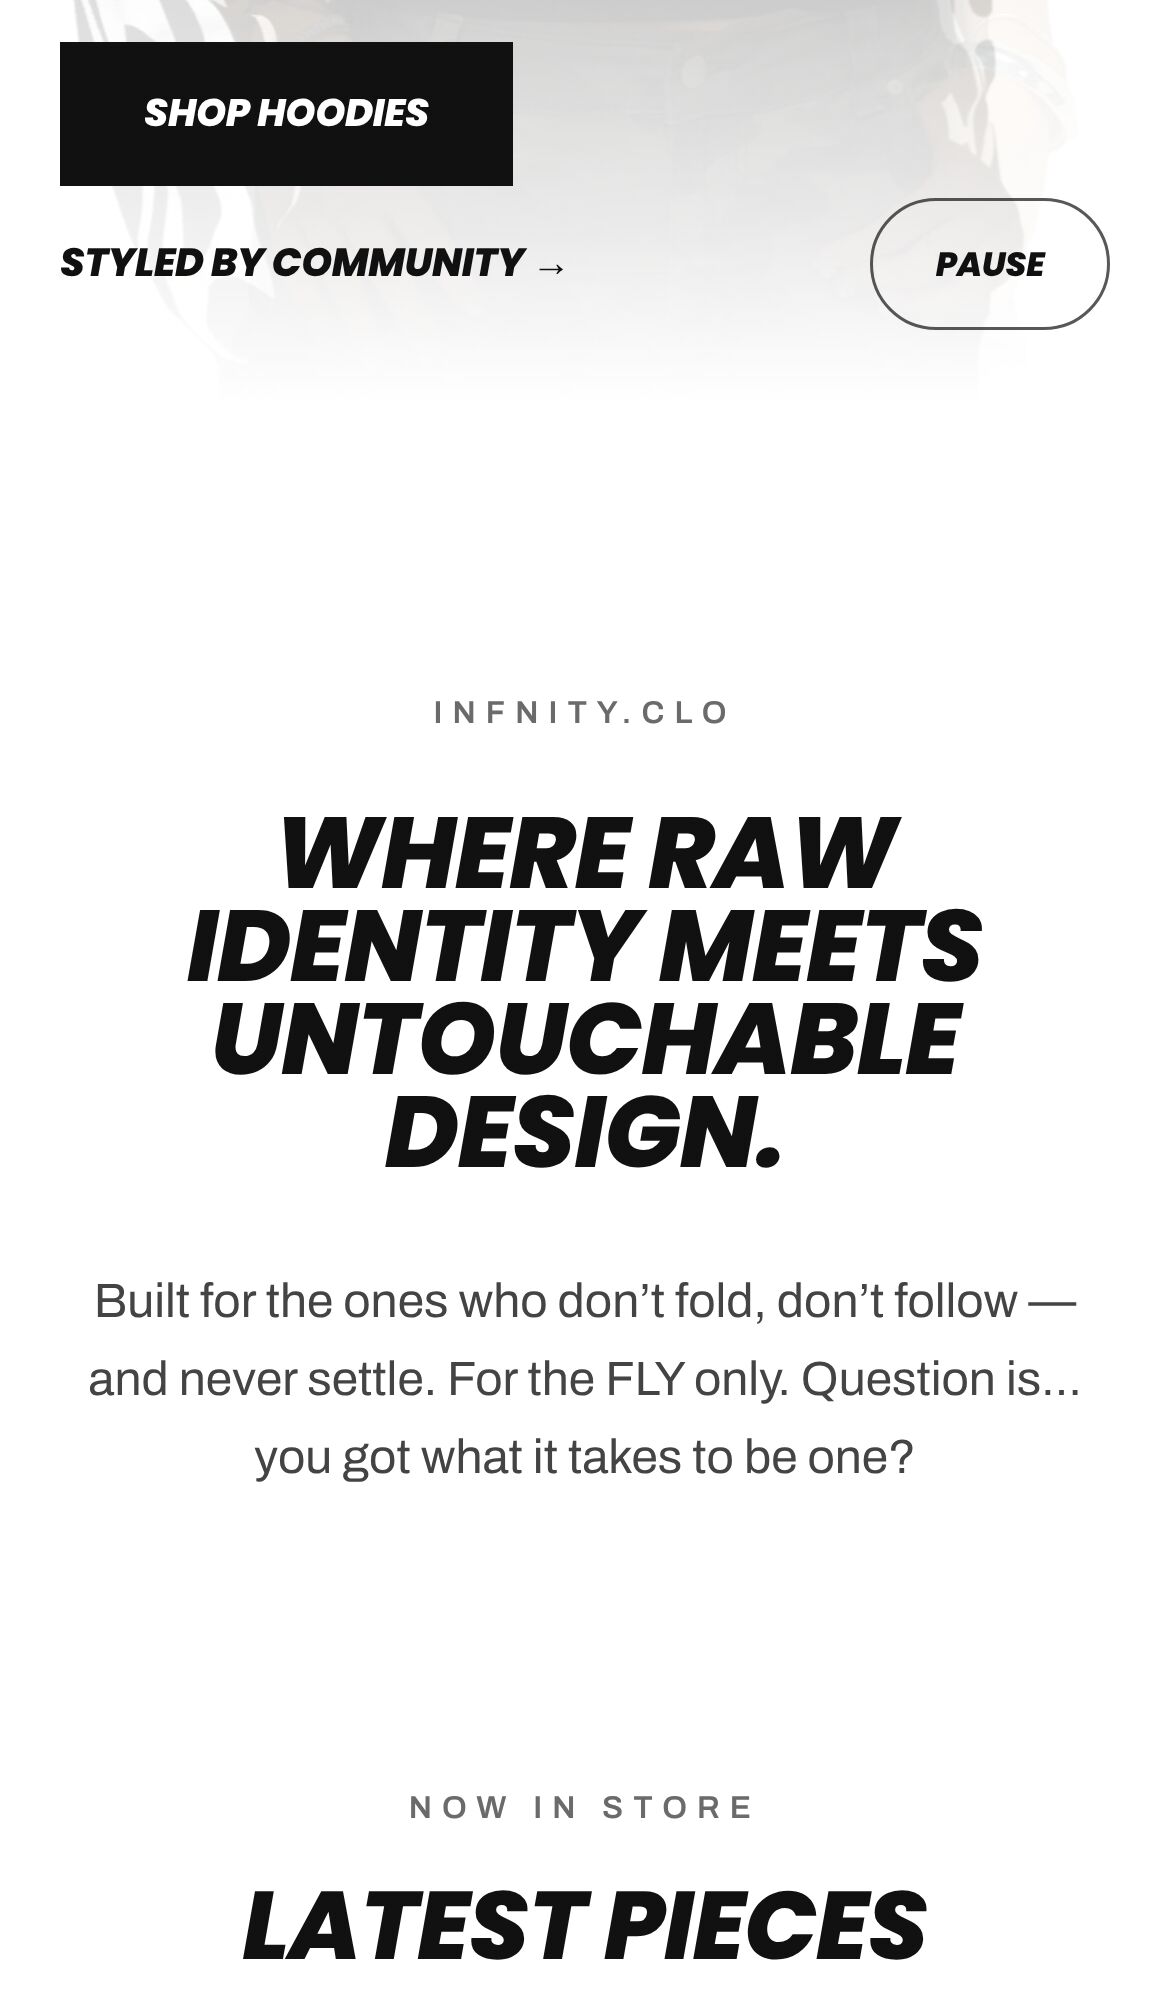 SHOP HOODIES
STYLED BY COMMUNITY →
PAUSE
INFNITY.CLO
WHERE RAW
IDENTITY MEETS
UNTOUCHABLE
DESIGN.
Built for the ones who don’t fold, don’t follow —
and never settle. For the FLY only. Question is...
you got what it takes to be one?
NOW IN STORE
LATEST PIECES